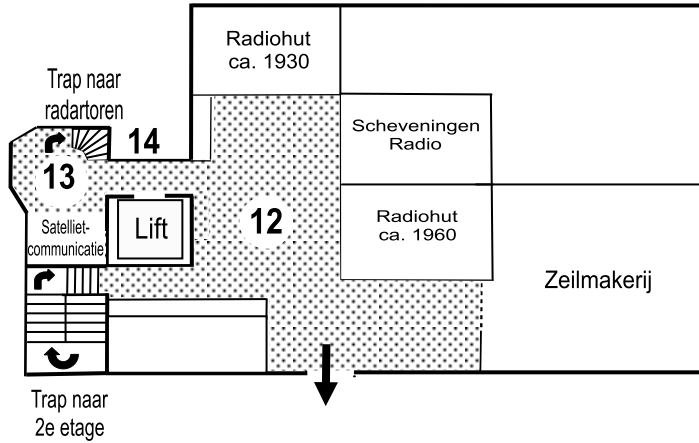 Radiohut
ca. 1930
Trap naar
radartoren
14
Scheveningen
Radio
13
12
Radiohut
ca. 1960
Satelliet-
communicatie
Lift
Zeilmakerij
Trap naar
2e etage